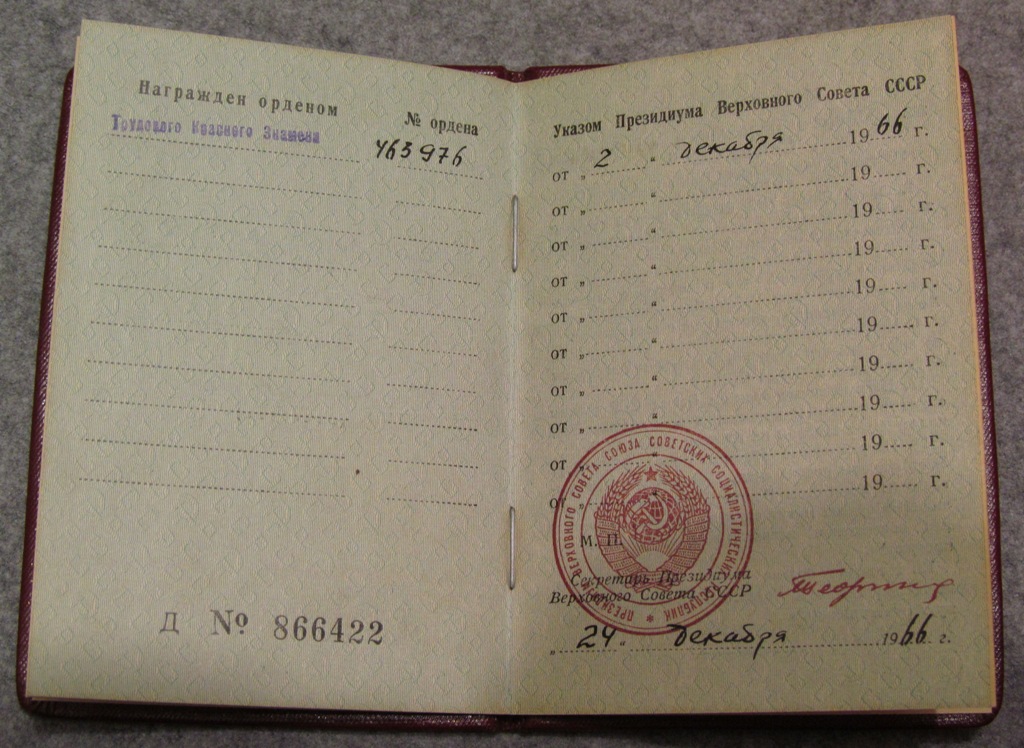 Награжден орденом
№ ордена
Трудового Красного Знамени
463976
Д № 866422
Указом Президиума Верховного Совета СССР
от „ 2 “ декабря 1966 г.
от „ “ 19 г.
от „ “ 19 г.
от „ “ 19 г.
от „ “ 19 г.
от „ “ 19 г.
от „ “ 19 г.
от „ “ 19 г.
от „ “ 19 г.
от „ “ 19 г.
ПРЕЗИДИУМ ВЕРХОВНОГО СОВЕТА СОЮЗА СОВЕТСКИХ СОЦИАЛИСТИЧЕСКИХ РЕСПУБЛИК
М. П.
Секретарь Президиума
Верховного Совета СССР
„ 24 “ декабря 1966 г.